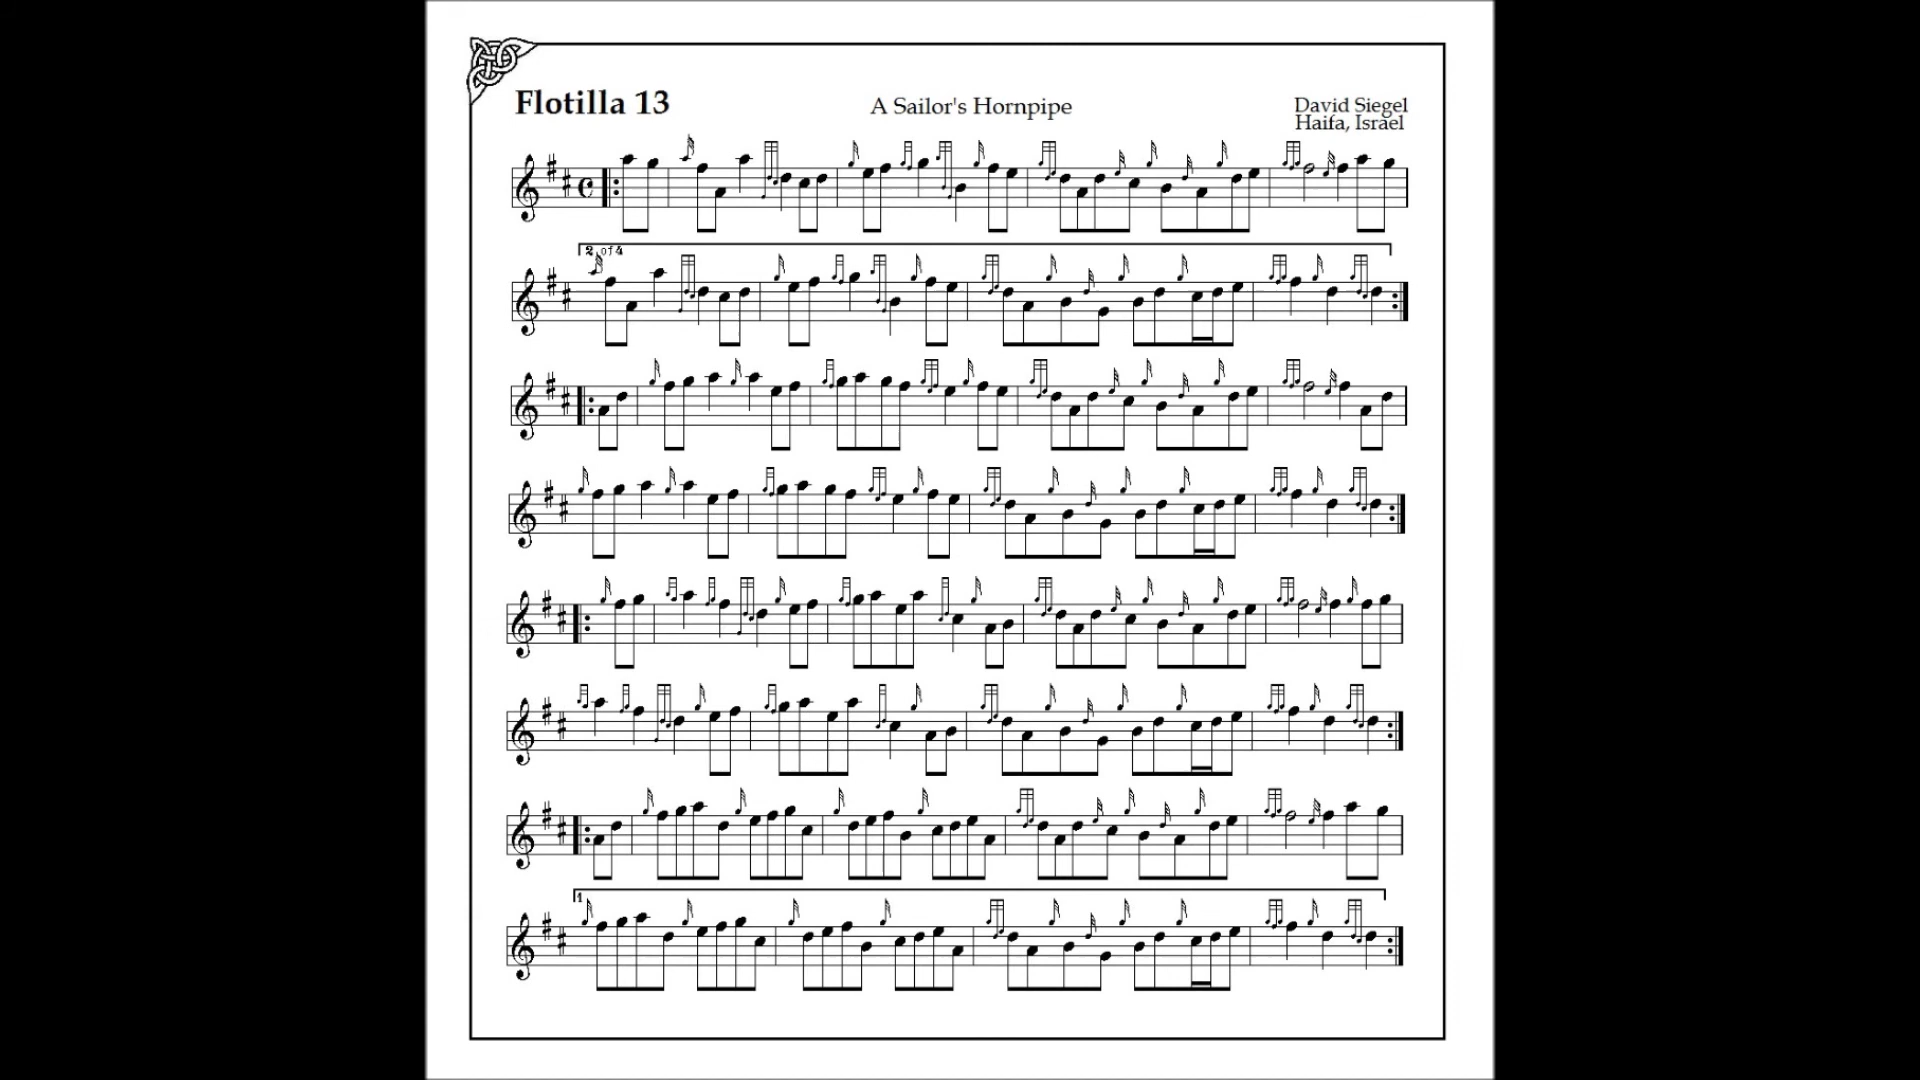 Flotilla 13
A Sailor's Hornpipe
David Siegel
Haifa, Israel
2 of 4
1